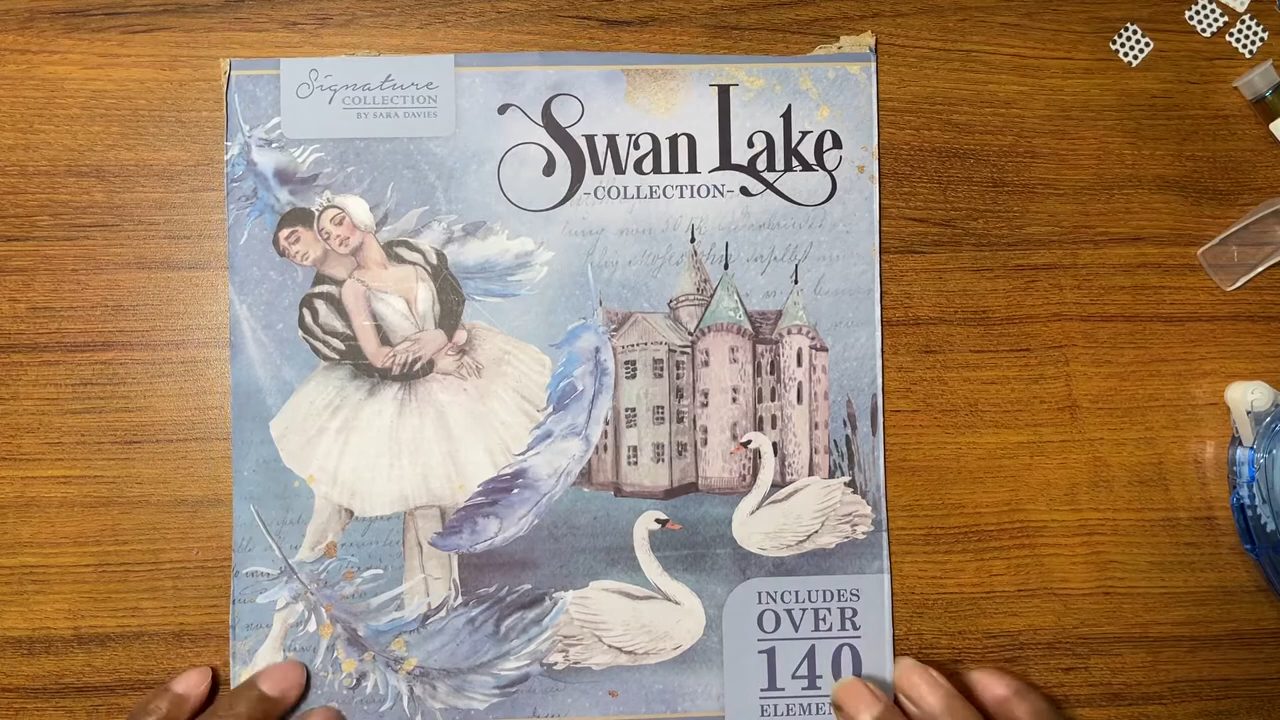 Signature
COLLECTION
BY SARA DAVIES
Swan Lake
-COLLECTION-
INCLUDES
OVER
140